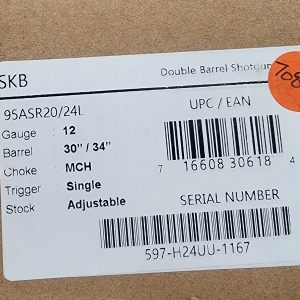 SKB
Double Barrel Shotgun
708
95ASR20/24L
UPC / EAN
Gauge : 12
Barrel : 30" / 34"
Choke : MCH
Trigger : Single
Stock : Adjustable
7 16608 30618 4
SERIAL NUMBER
597-H24UU-1167